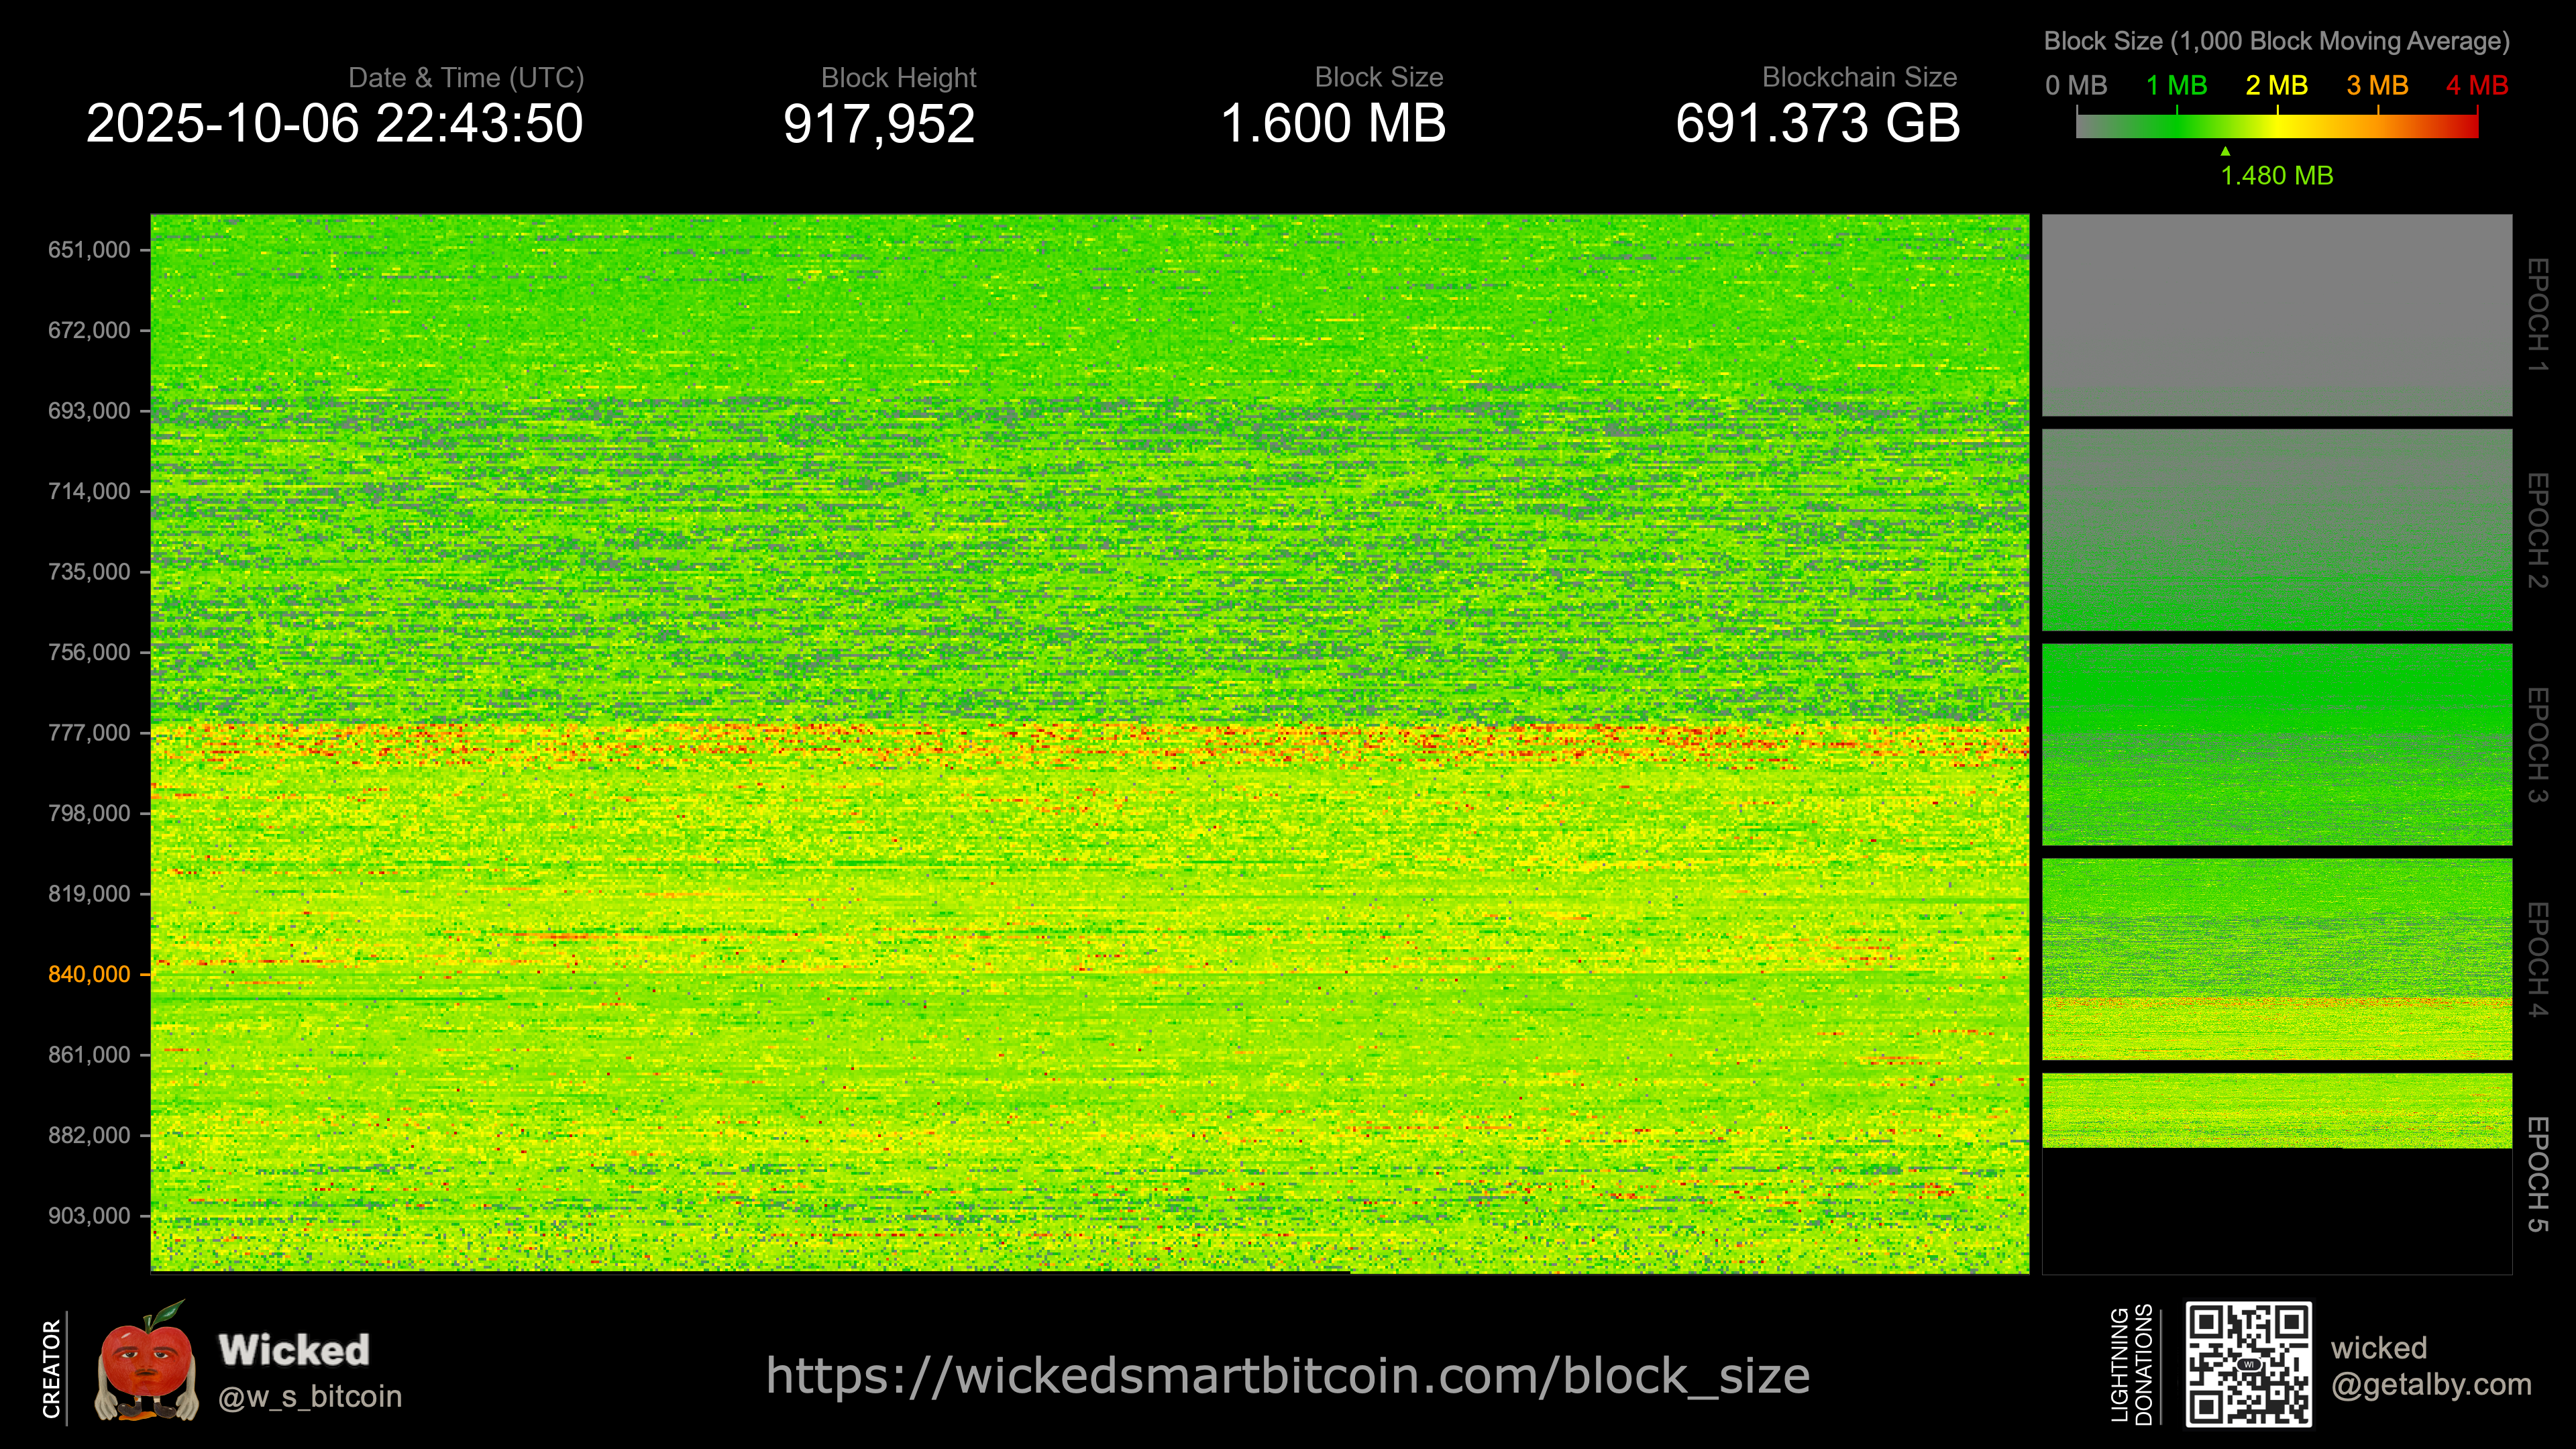 Date & Time (UTC)
2025-10-06 22:43:50
Block Height
917,952
Block Size
1.600 MB
Blockchain Size
691.373 GB
Block Size (1,000 Block Moving Average)
0 MB 1 MB 2 MB 3 MB 4 MB
1.480 MB
651,000
672,000
693,000
714,000
735,000
756,000
777,000
798,000
819,000
840,000
861,000
882,000
903,000
EPOCH 1
EPOCH 2
EPOCH 3
EPOCH 4
EPOCH 5
CREATOR
Wicked
@w_s_bitcoin
https://wickedsmartbitcoin.com/block_size
LIGHTNING
DONATIONS
WI
wicked
@getalby.com